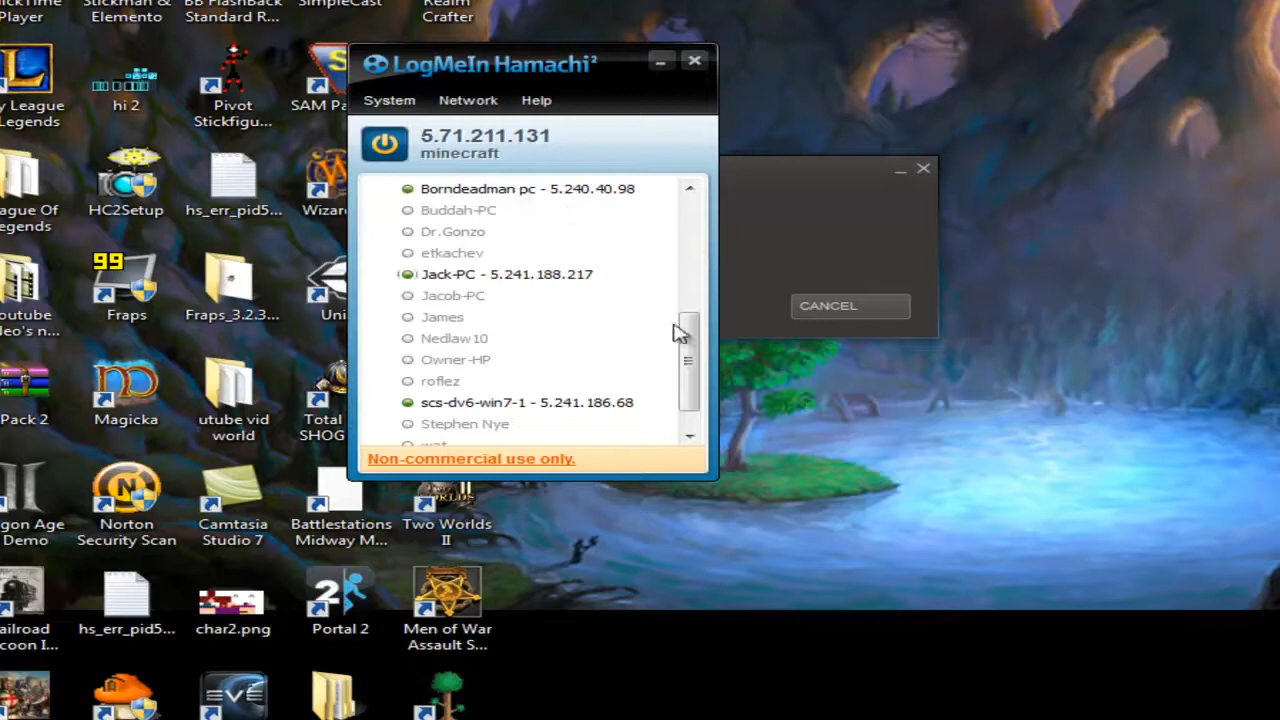 Player
Stickman &
Elemento
BB FlashBack
Standard R...
SimpleCast
Realm
Crafter
LogMeIn Hamachi²
System Network Help
5.71.211.131
minecraft
Borndeadman pc - 5.240.40.98
Buddah-PC
Dr.Gonzo
etkachev
Jack-PC - 5.241.188.217
Jacob-PC
James
Nedlaw10
Owner-HP
roflez
scs-dv6-win7-1 - 5.241.186.68
Stephen Nye
Non-commercial use only.
CANCEL
y League
Legends
hi 2
Pivot
Stickfigu...
SAM Pa
ague Of
egends
HC2Setup
hs_err_pid5...
Wizar
outube
leo's n...
99
Fraps
Fraps_3.2.3...
Uni
Pack 2
Magicka
utube vid
world
Total
SHOG
gon Age
Demo
Norton
Security Scan
Camtasia
Studio 7
Battlestations
Midway M...
Two Worlds
II
ailroad
coon I...
hs_err_pid5...
char2.png
2
Portal 2
Men of War
Assault S...
EVE